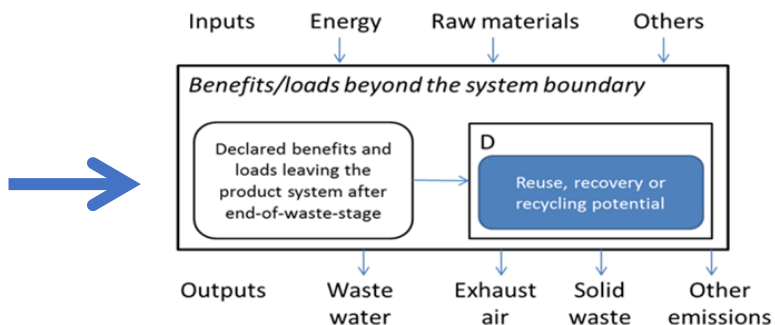 Inputs Energy Raw materials Others
Benefits/loads beyond the system boundary
Declared benefits and
loads leaving the
product system after
end-of-waste-stage
D
Reuse, recovery or
recycling potential
Outputs Waste Exhaust Solid Other
water air waste emissions